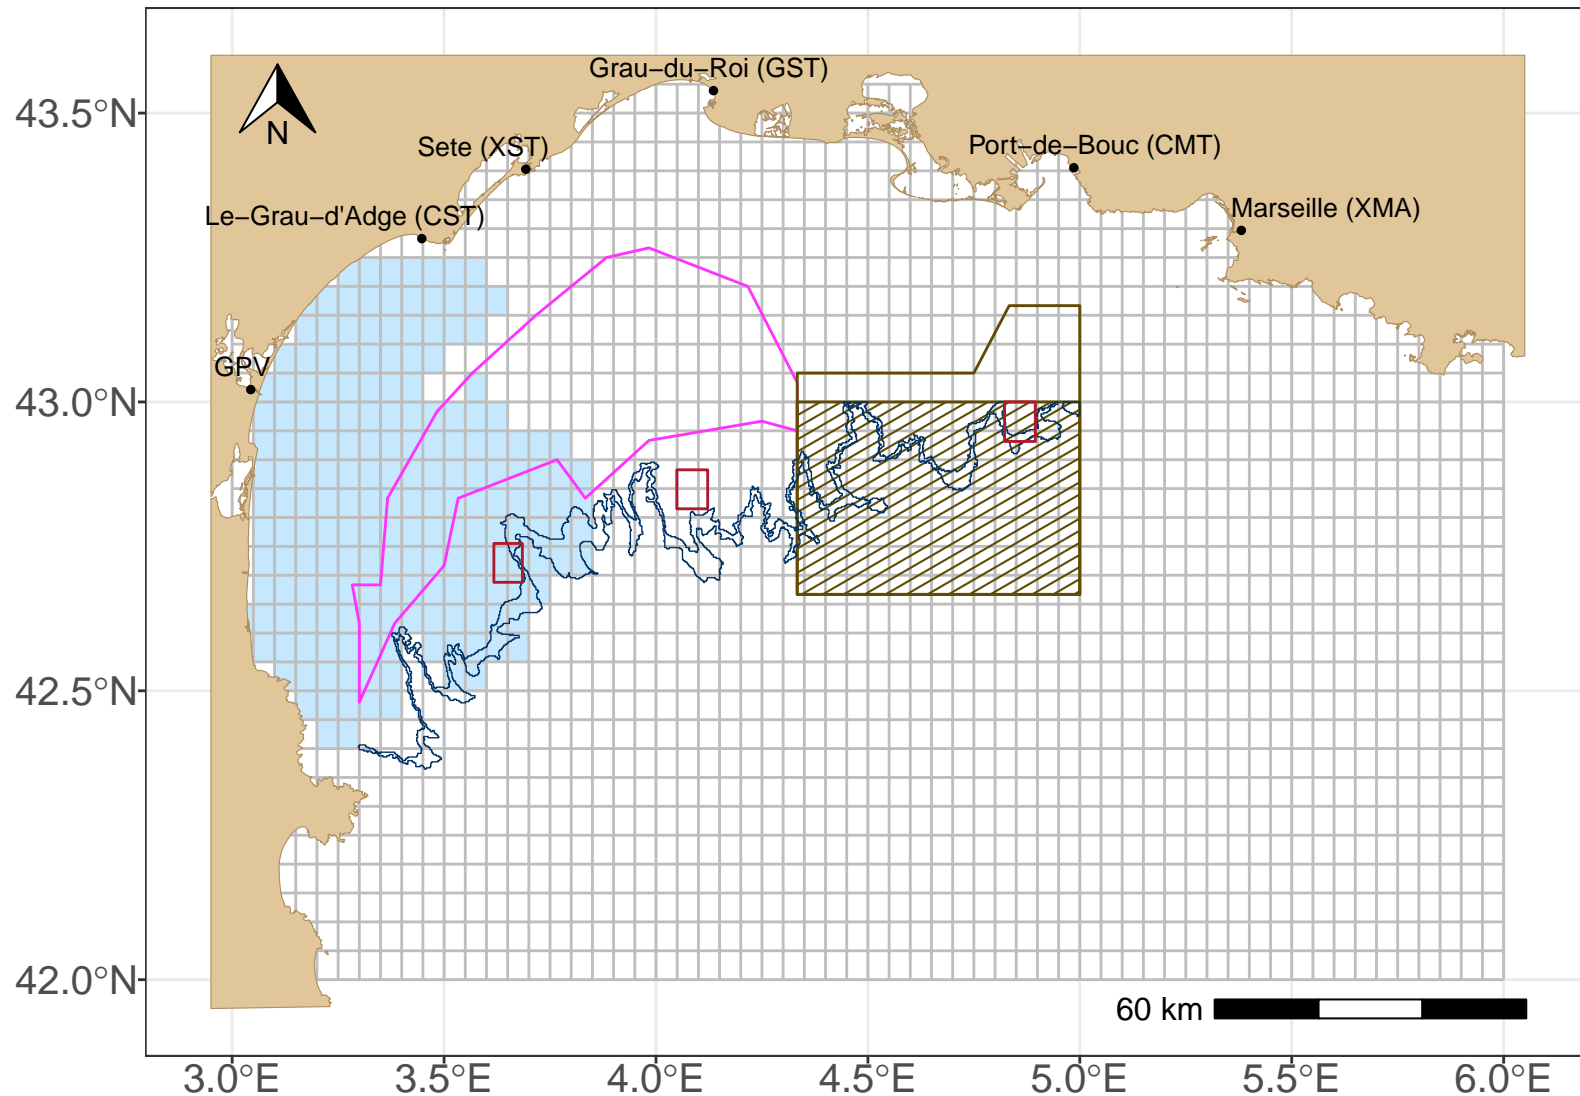 Grau−du−Roi (GST)
43.5°N
N
Sete (XST)
Port−de−Bouc (CMT)
Le−Grau−d'Adge (CST)
Marseille (XMA)
GPV
43.0°N
42.5°N
42.0°N
60 km
3.0°E 3.5°E 4.0°E 4.5°E 5.0°E 5.5°E 6.0°E